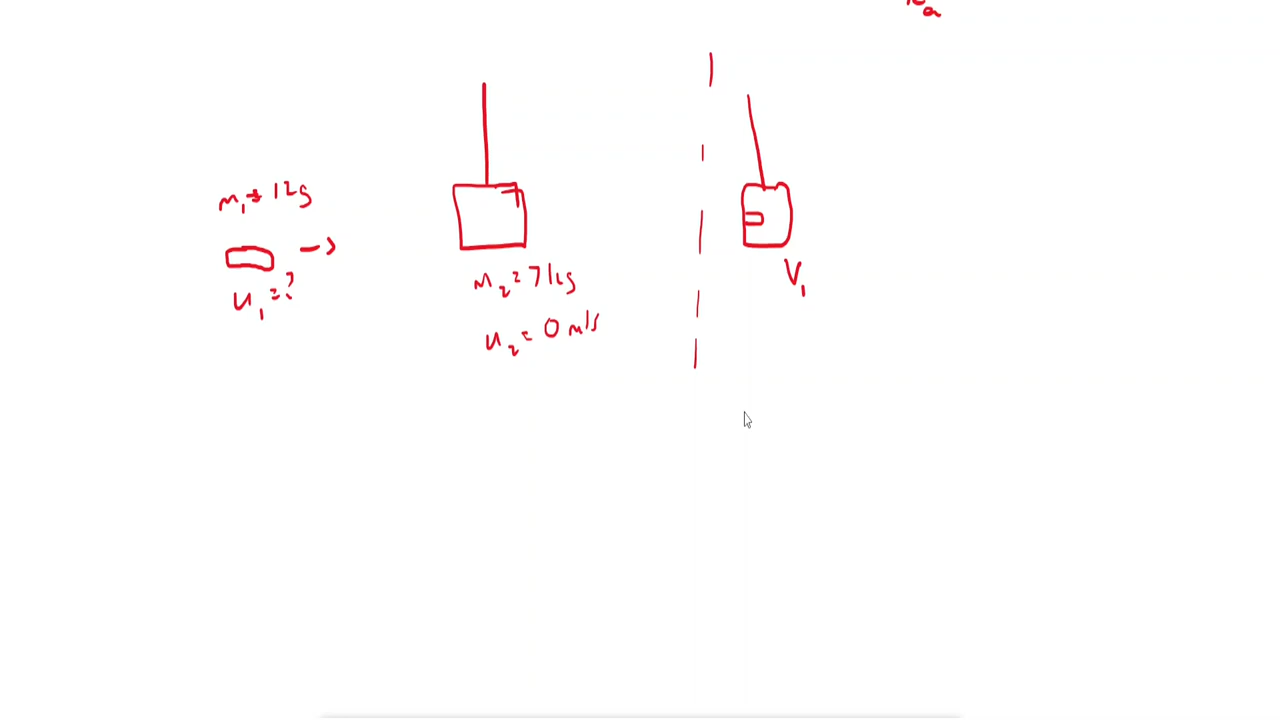 m₁ = 12g
u₁ = ?
m₂ = 7kg
u₂ = 0 m/s
V₁